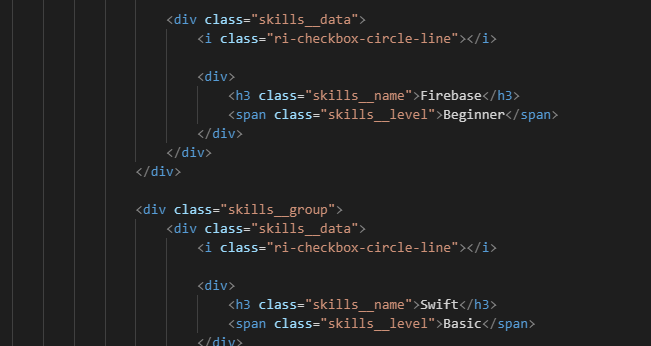 <div class="skills__data">
<i class="ri-checkbox-circle-line"></i>
<div>
<h3 class="skills__name">Firebase</h3>
<span class="skills__level">Beginner</span>
</div>
</div>
</div>
<div class="skills__group">
<div class="skills__data">
<i class="ri-checkbox-circle-line"></i>
<div>
<h3 class="skills__name">Swift</h3>
<span class="skills__level">Basic</span>
</div>